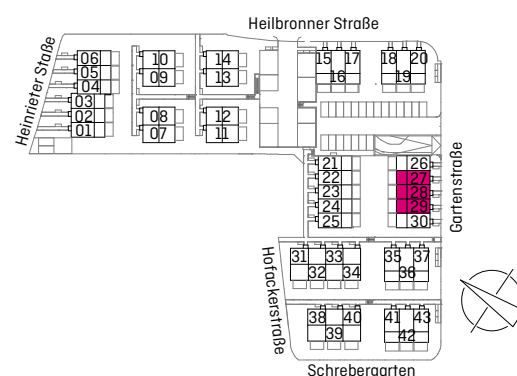 Heilbronner Straße
Heinrieter Staße
06 10 14 15 17 18 20
05 09 13 16 19
04
03
02 08 12
01 07 11
21 26
22 27
23 28
24 29
25 30
Gartenstraße
Hofackerstraße
31 33 35 37
32 34 36
38 40 41 43
39 42
Schrebergarten